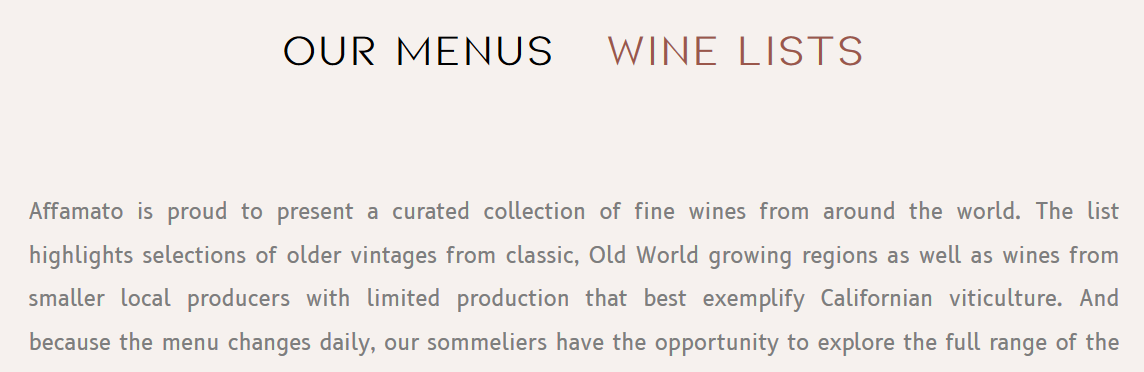 OUR MENUS WINE LISTS
Affamato is proud to present a curated collection of fine wines from around the world. The list
highlights selections of older vintages from classic, Old World growing regions as well as wines from
smaller local producers with limited production that best exemplify Californian viticulture. And
because the menu changes daily, our sommeliers have the opportunity to explore the full range of the